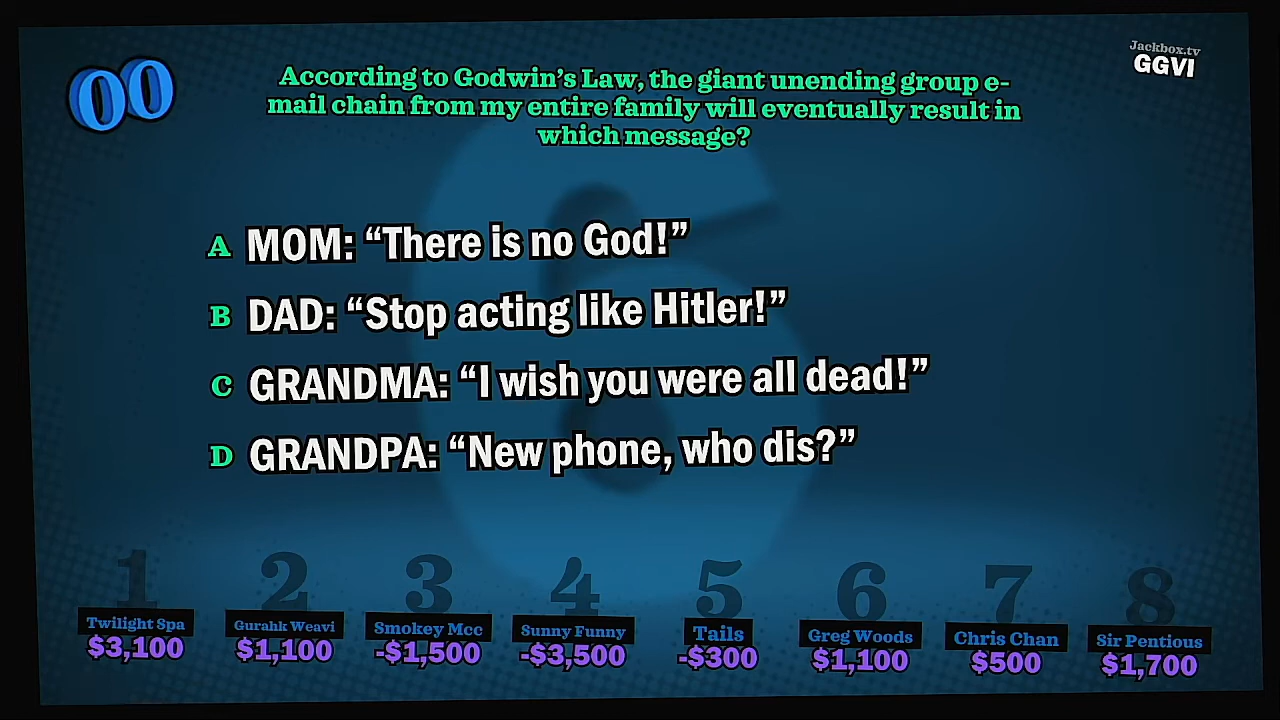 00
According to Godwin's Law, the giant unending group e-
mail chain from my entire family will eventually result in
which message?
Jackbox.tv
GGVI
A MOM: “There is no God!”
B DAD: “Stop acting like Hitler!”
C GRANDMA: “I wish you were all dead!”
D GRANDPA: “New phone, who dis?”
6
1 2 3 4 5 6 7 8
Twilight Spa Gurahk Weavi Smokey Mcc Sunny Funny Tails Greg Woods Chris Chan Sir Pentious
$3,100 $1,100 -$1,500 -$3,500 -$300 $1,100 $500 $1,700